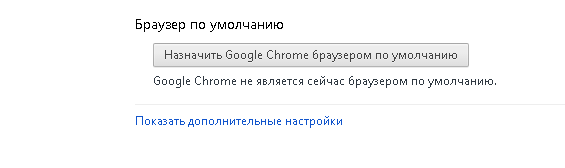 Браузер по умолчанию
Назначить Google Chrome браузером по умолчанию
Google Chrome не является сейчас браузером по умолчанию.
Показать дополнительные настройки